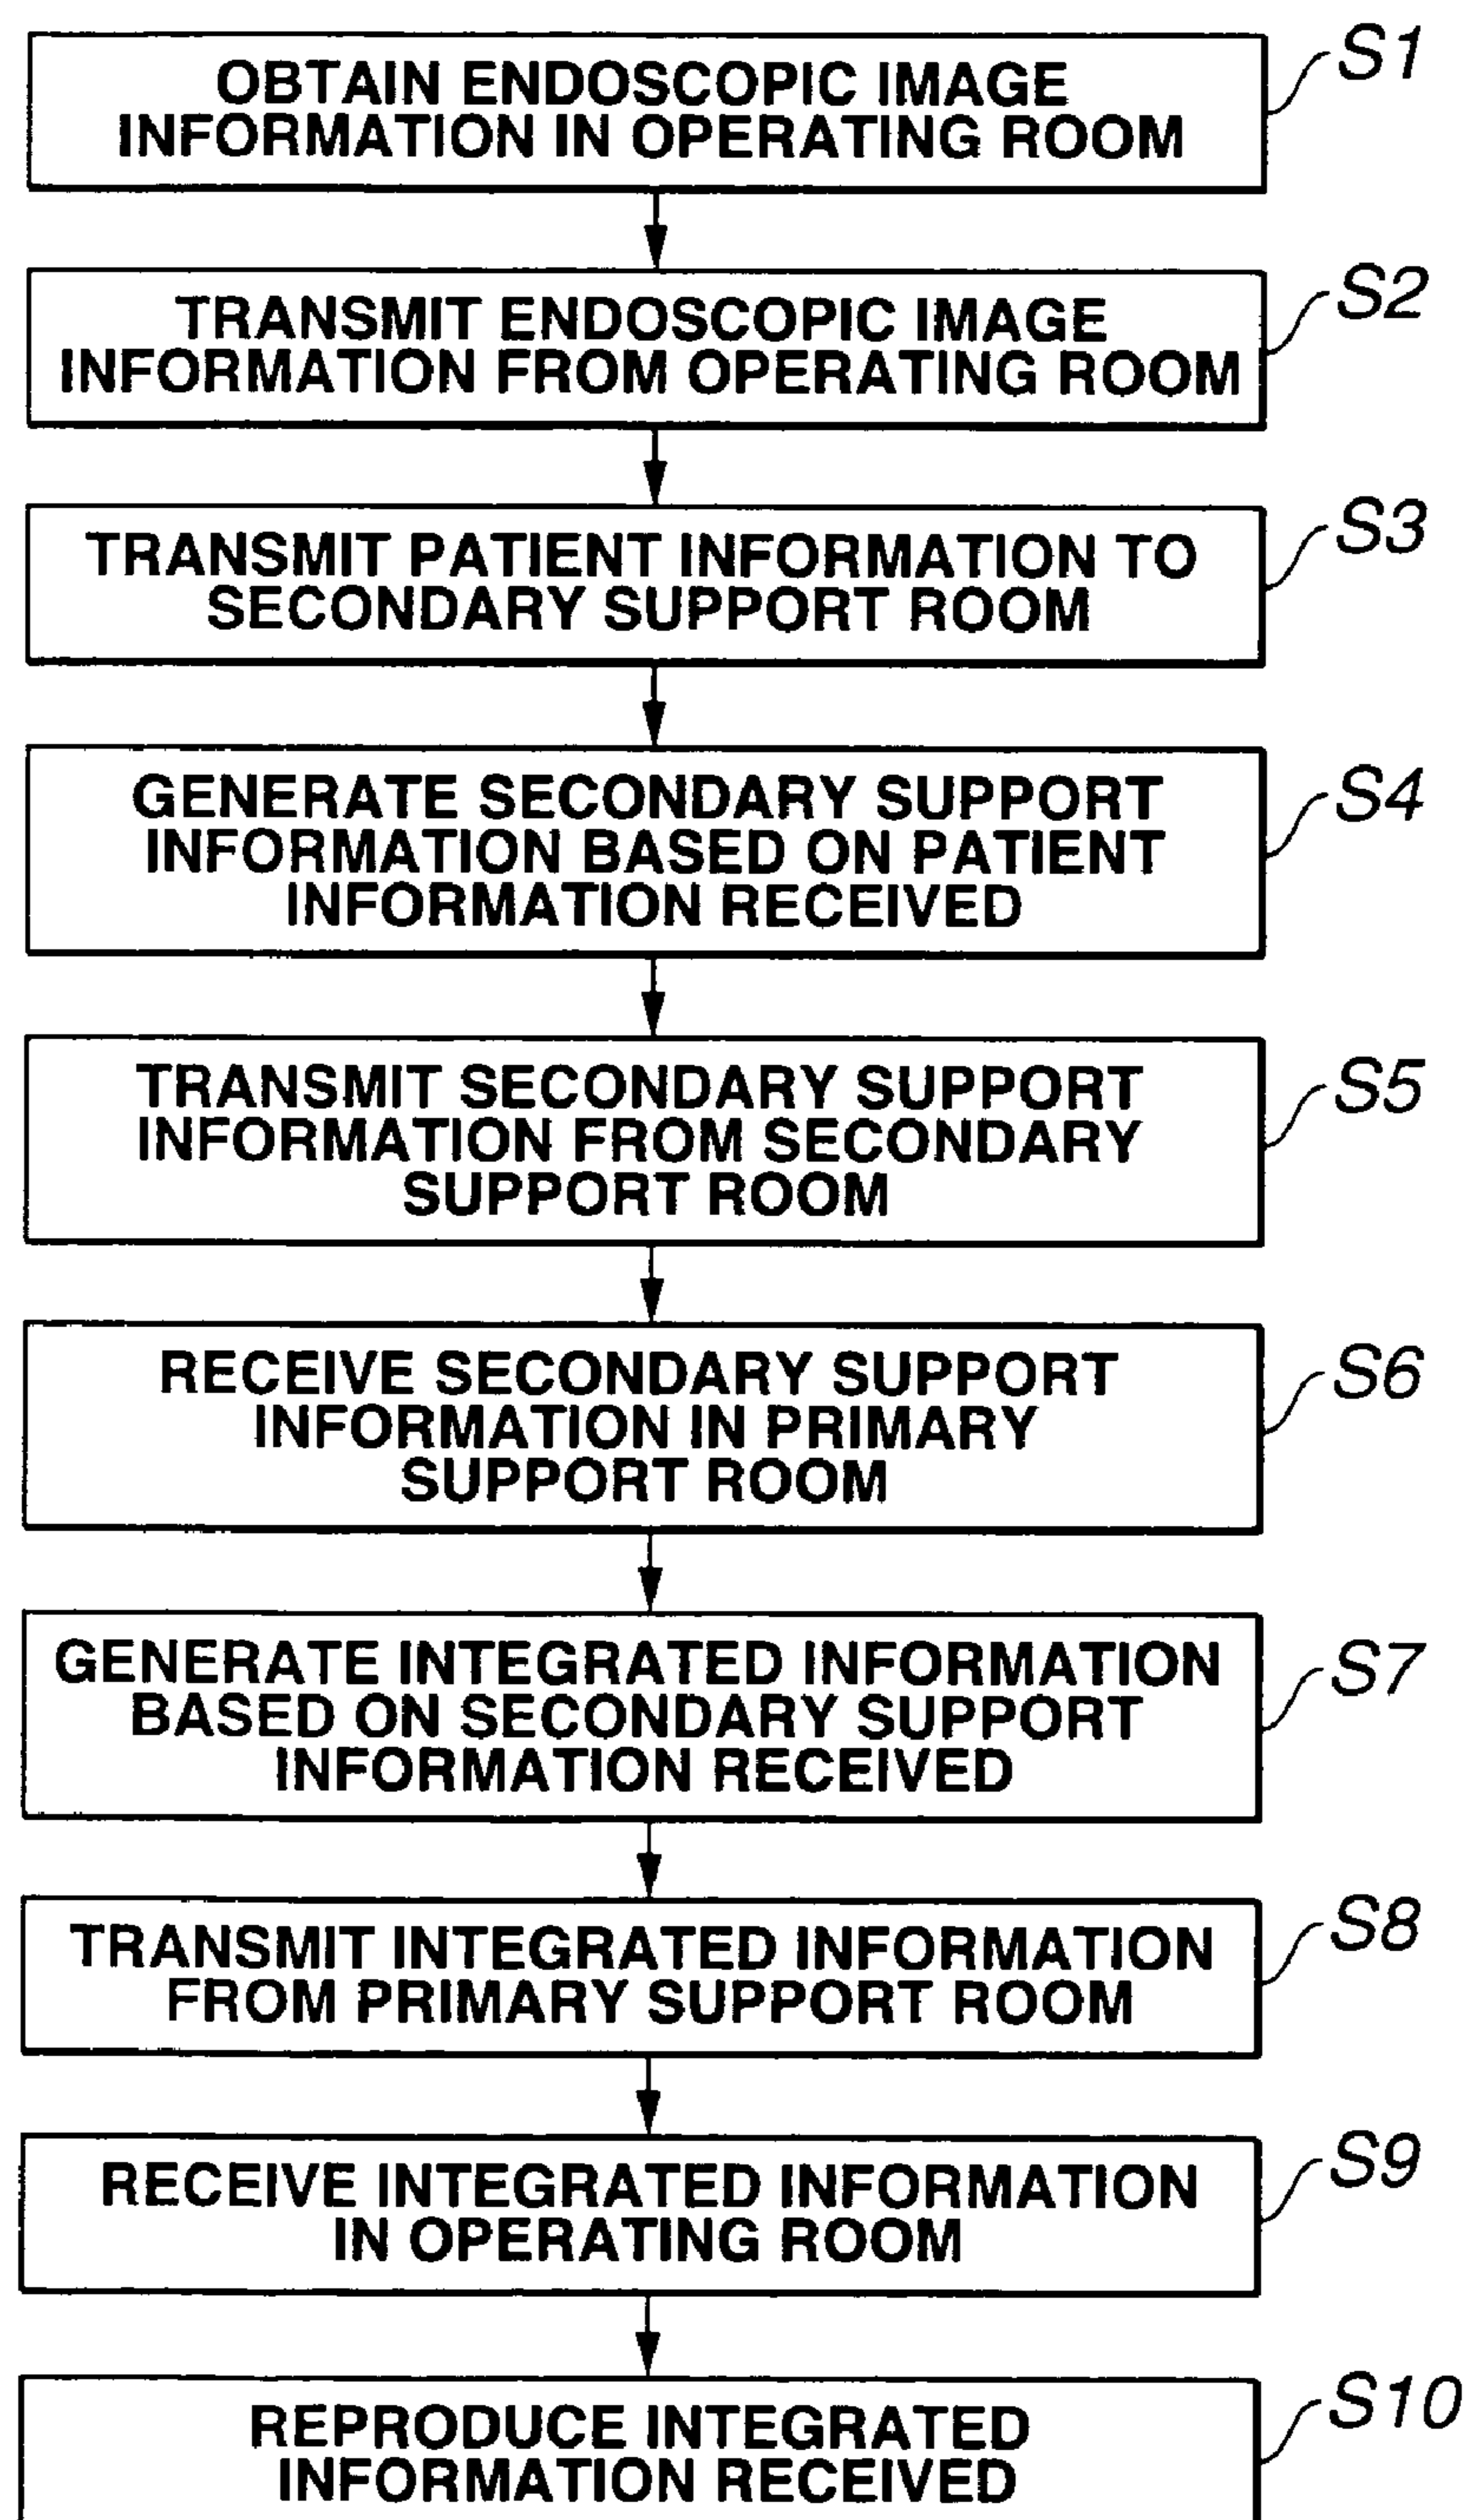 OBTAIN ENDOSCOPIC IMAGE
INFORMATION IN OPERATING ROOM
S1
TRANSMIT ENDOSCOPIC IMAGE
INFORMATION FROM OPERATING ROOM
S2
TRANSMIT PATIENT INFORMATION TO
SECONDARY SUPPORT ROOM
S3
GENERATE SECONDARY SUPPORT
INFORMATION BASED ON PATIENT
INFORMATION RECEIVED
S4
TRANSMIT SECONDARY SUPPORT
INFORMATION FROM SECONDARY
SUPPORT ROOM
S5
RECEIVE SECONDARY SUPPORT
INFORMATION IN PRIMARY
SUPPORT ROOM
S6
GENERATE INTEGRATED INFORMATION
BASED ON SECONDARY SUPPORT
INFORMATION RECEIVED
S7
TRANSMIT INTEGRATED INFORMATION
FROM PRIMARY SUPPORT ROOM
S8
RECEIVE INTEGRATED INFORMATION
IN OPERATING ROOM
S9
REPRODUCE INTEGRATED
INFORMATION RECEIVED
S10